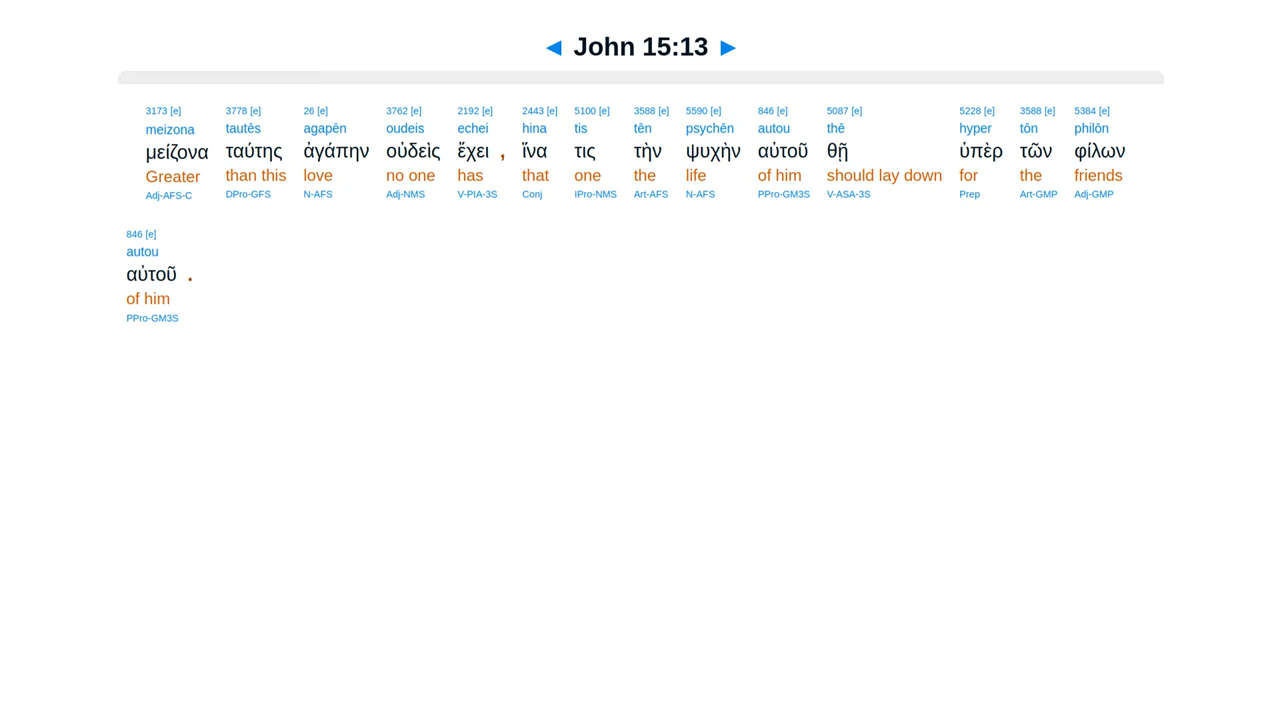 ◄ John 15:13 ►
3173 [e] 3778 [e] 26 [e] 3762 [e] 2192 [e] 2443 [e] 5100 [e] 3588 [e] 5590 [e] 846 [e] 5087 [e] 5228 [e] 3588 [e] 5384 [e]
meizona tautēs agapēn oudeis echei hina tis tēn psychēn autou thē hyper tōn philōn
μείζονα ταύτης ἀγάπην οὐδεὶς ἔχει , ἵνα τις τὴν ψυχὴν αὐτοῦ θῇ ὑπὲρ τῶν φίλων
Greater than this love no one has that one the life of him should lay down for the friends
Adj-AFS-C DPro-GFS N-AFS Adj-NMS V-PIA-3S Conj IPro-NMS Art-AFS N-AFS PPro-GM3S V-ASA-3S Prep Art-GMP Adj-GMP
846 [e]
autou
αὐτοῦ .
of him
PPro-GM3S